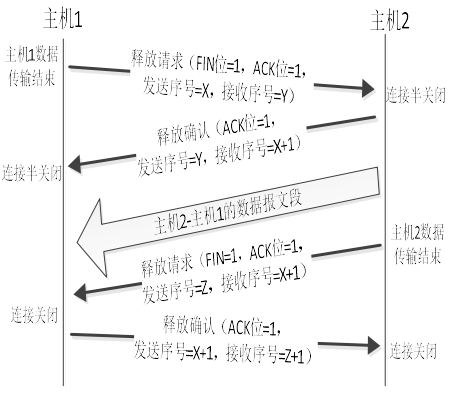 主机1
主机2
主机1数据
传输结束
释放请求（FIN位=1，ACK位=1，
发送序号=X，接收序号=Y）
连接半关闭
释放确认（ACK位=1，
发送序号=Y，接收序号=X+1）
连接半关闭
主机2-主机1的数据报文段
主机2数据
传输结束
释放请求（FIN=1，ACK位=1，
发送序号=Z，接收序号=X+1）
连接关闭
释放确认（ACK位=1，
发送序号=X+1，接收序号=Z+1）
连接关闭